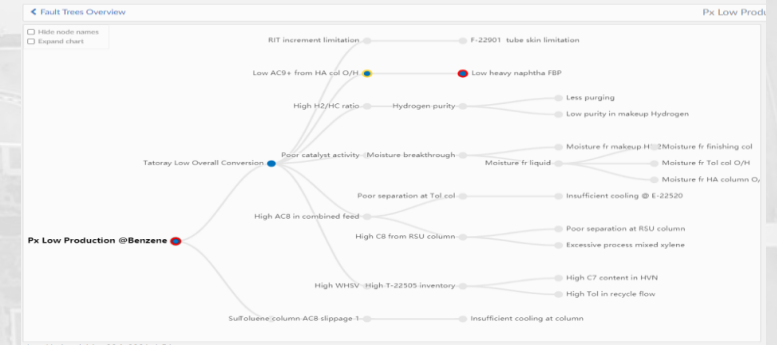 Fault Trees Overview
Px Low Produ
Hide node names
Expand chart
RIT increment limitation
F-22901 tube skin limitation
Low AC9+ from HA col O/H
Low heavy naphtha FBP
High H2/HC ratio
Hydrogen purity
Less purging
Low purity in makeup Hydrogen
Tatoray Low Overall Conversion
Poor catalyst activity
Moisture breakthrough
Moisture fr makeup H
Moisture fr finishing col
Moisture fr liquid
Moisture fr Tol col O/H
Moisture fr HA column O/
Poor separation at Tol col
Insufficient cooling @ E-22520
High AC8 in combined feed
High C8 from RSU column
Poor separation at RSU column
Excessive process mixed xylene
Px Low Production @Benzene
High WHSV
High T-22505 inventory
High C7 content in HVN
High Tol in recycle flow
Toluene column AC8 slippage 1
Insufficient cooling at column